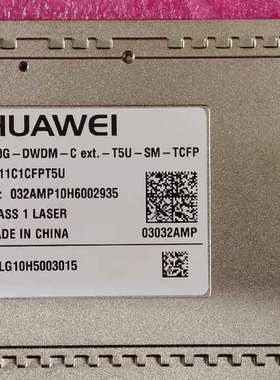 HUAWEI
0G-DWDM-C ext.-T5U-SM-TCFP
11C1CFPT5U
: 032AMP10H6002935
ASS 1 LASER
ADE IN CHINA
03032AMP
LG10H5003015